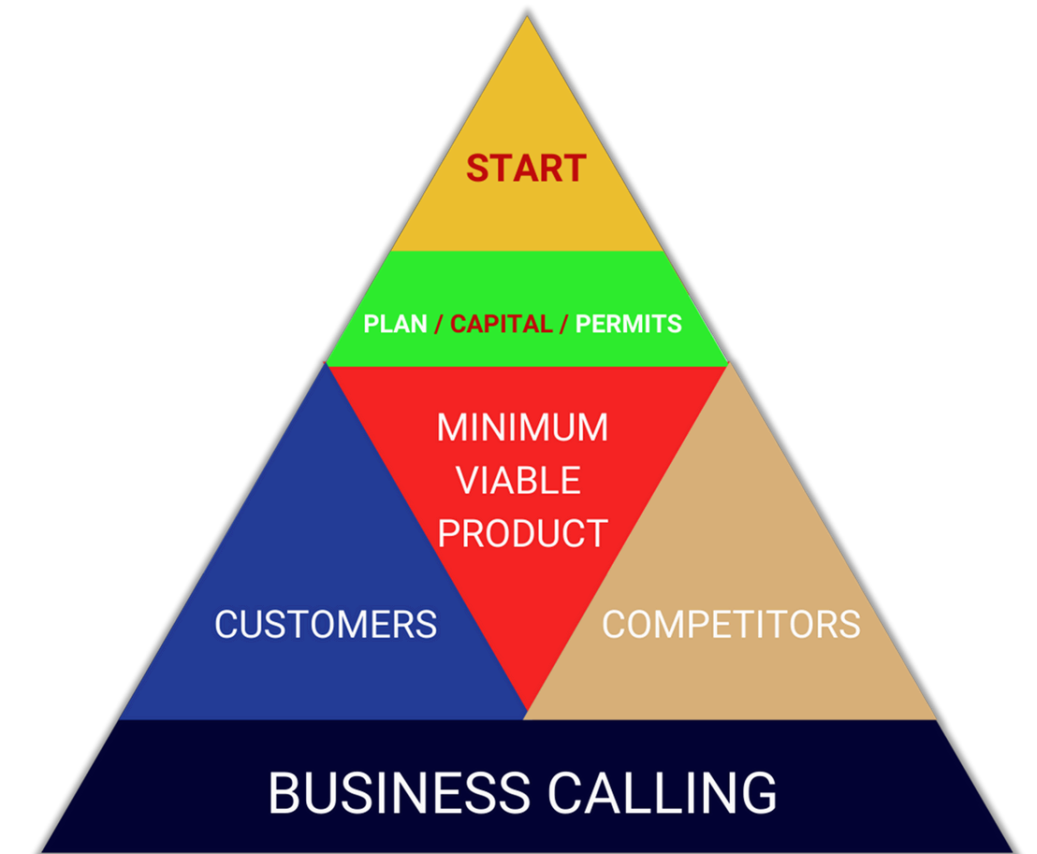 START
PLAN / CAPITAL / PERMITS
MINIMUM
VIABLE
PRODUCT
CUSTOMERS
COMPETITORS
BUSINESS CALLING